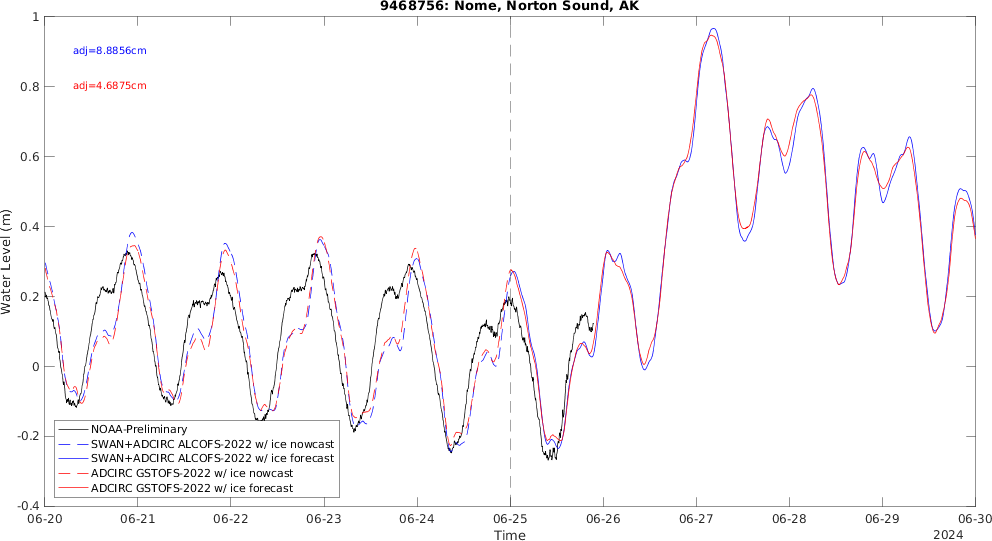 9468756: Nome, Norton Sound, AK
adj=8.8856cm
adj=4.6875cm
Water Level (m)
1
0.8
0.6
0.4
0.2
0
-0.2
-0.4
NOAA-Preliminary
SWAN+ADCIRC ALCOFS-2022 w/ ice nowcast
SWAN+ADCIRC ALCOFS-2022 w/ ice forecast
ADCIRC GSTOFS-2022 w/ ice nowcast
ADCIRC GSTOFS-2022 w/ ice forecast
06-20 06-21 06-22 06-23 06-24 06-25 06-26 06-27 06-28 06-29 06-30
Time
2024